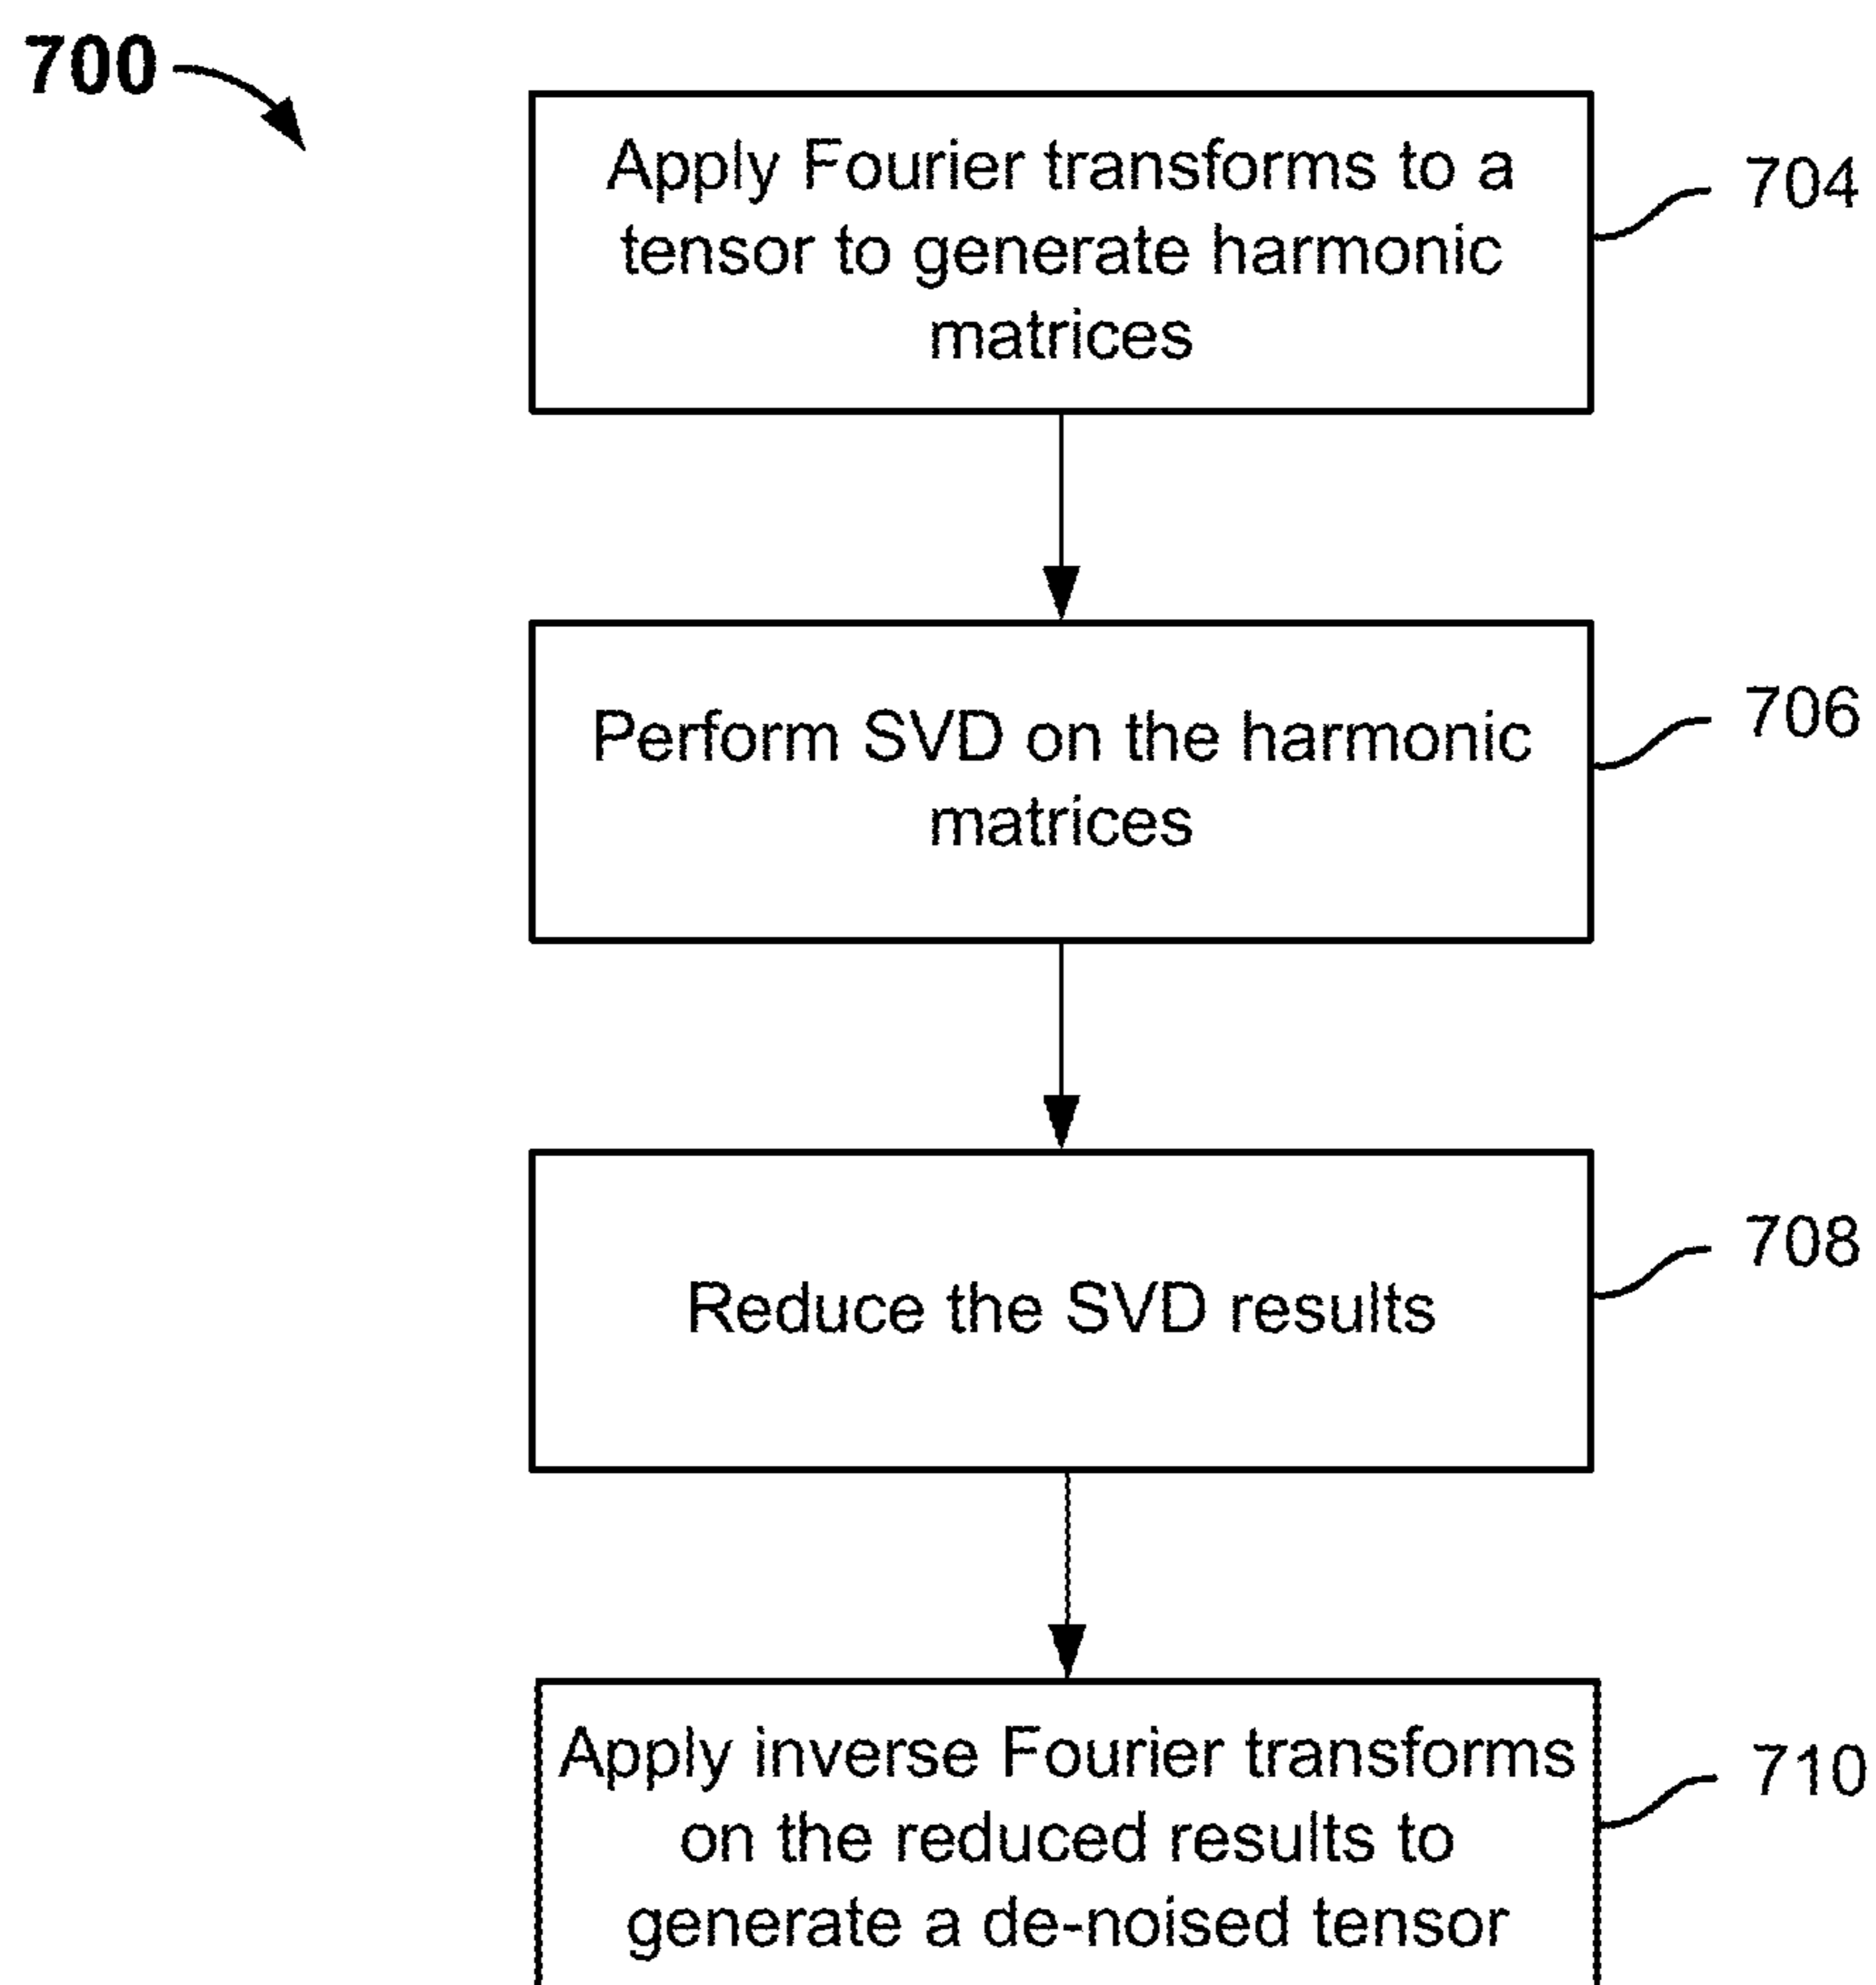 700
Apply Fourier transforms to a
tensor to generate harmonic
matrices
704
Perform SVD on the harmonic
matrices
706
Reduce the SVD results
708
Apply inverse Fourier transforms
on the reduced results to
generate a de-noised tensor
710